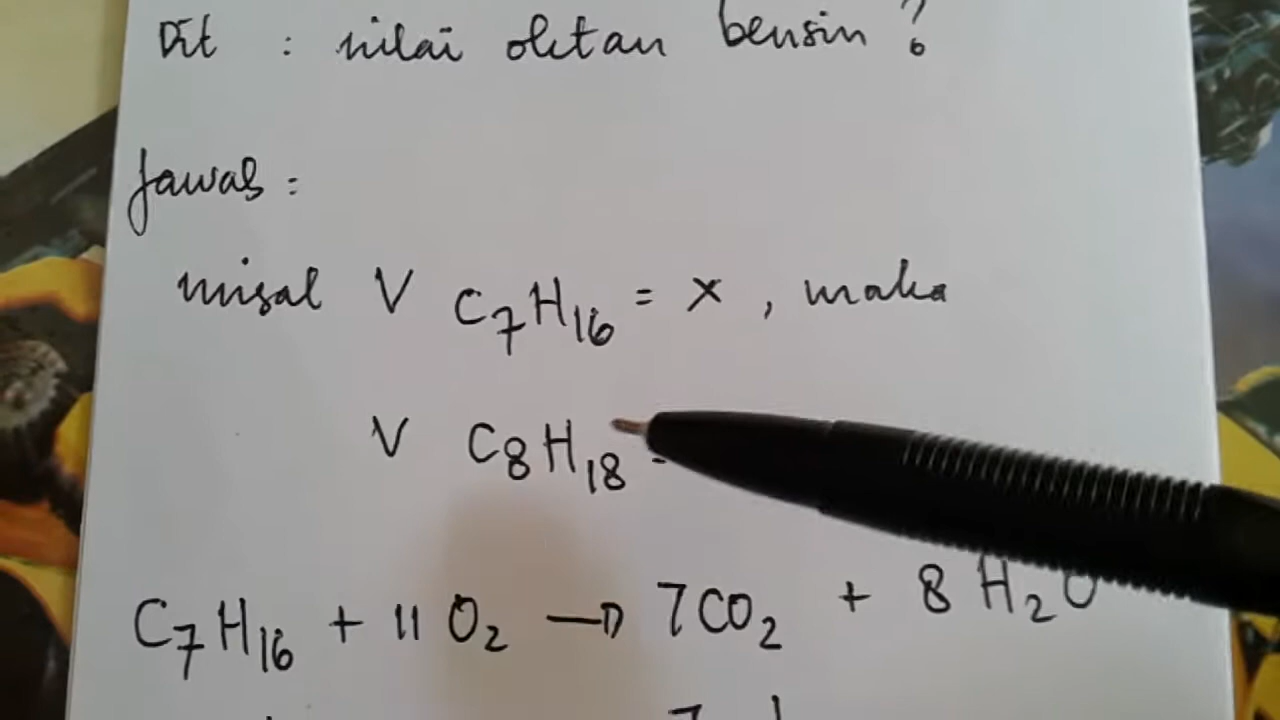 Dit : nilai oktan bensin ?
Jawab :
misal V C₇H₁₆ = x , maka
V C₈H₁₈ =
C₇H₁₆ + 11 O₂ → 7CO₂ + 8 H₂O